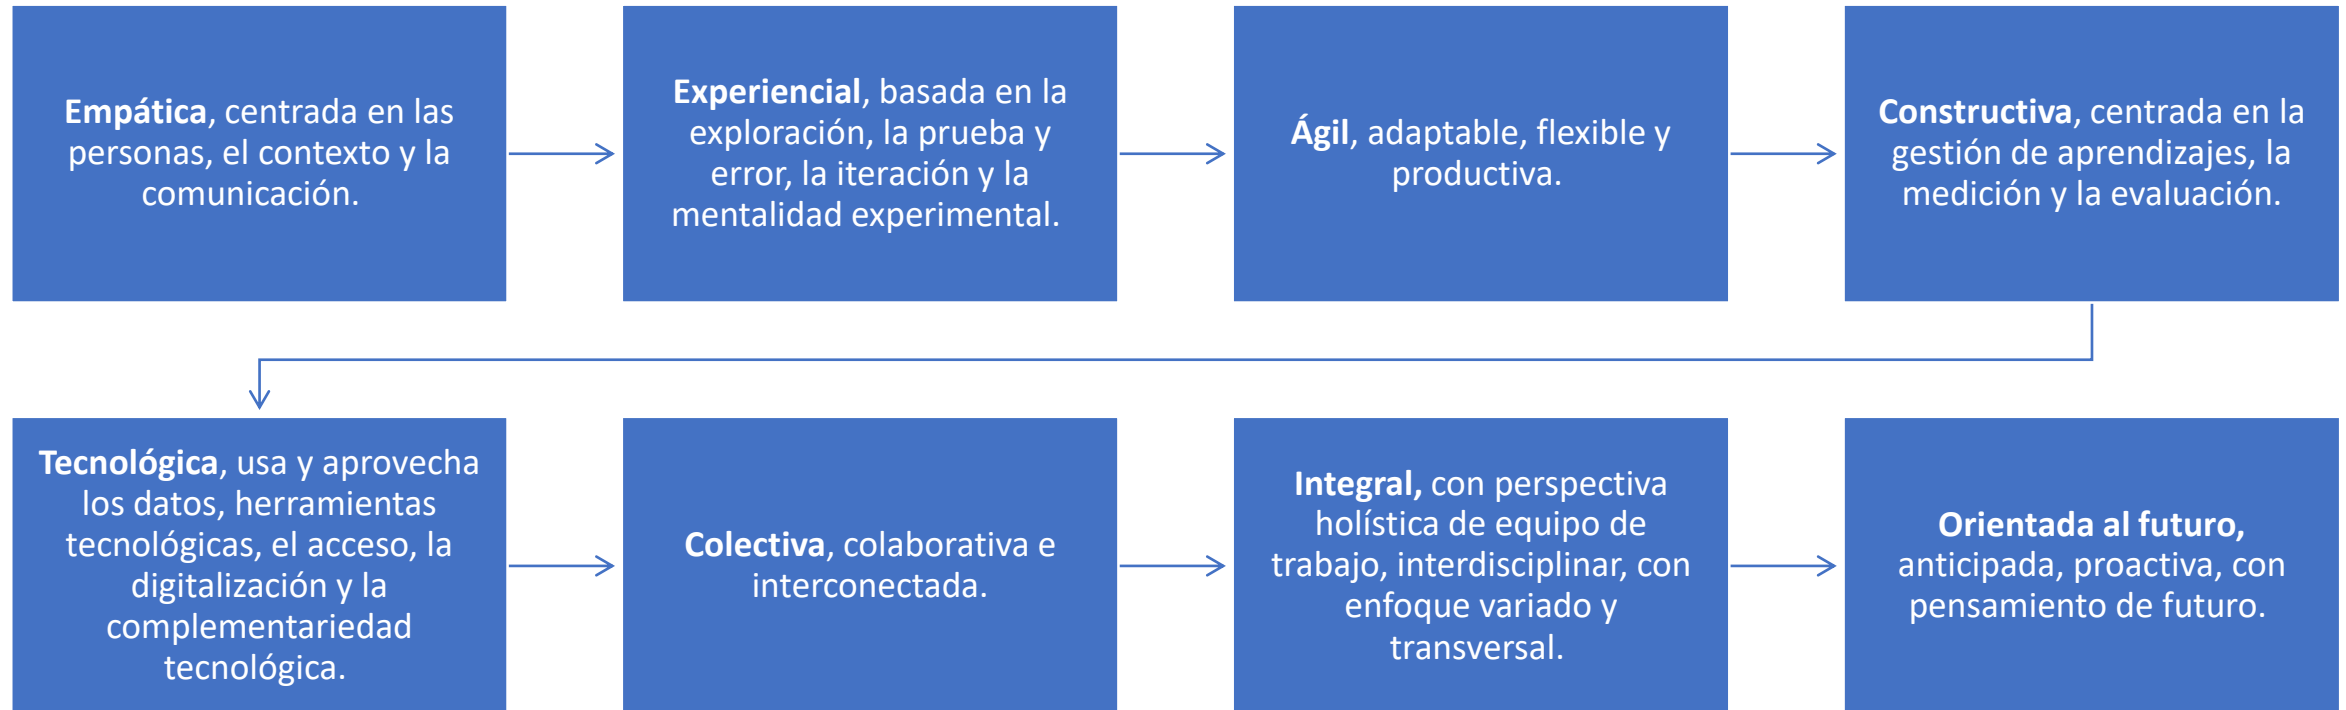 Empática, centrada en las
personas, el contexto y la
comunicación.
Experiencial, basada en la
exploración, la prueba y
error, la iteración y la
mentalidad experimental.
Ágil, adaptable, flexible y
productiva.
Constructiva, centrada en la
gestión de aprendizajes, la
medición y la evaluación.
Tecnológica, usa y aprovecha
los datos, herramientas
tecnológicas, el acceso, la
digitalización y la
complementariedad
tecnológica.
Colectiva, colaborativa e
interconectada.
Integral, con perspectiva
holística de equipo de
trabajo, interdisciplinar, con
enfoque variado y
transversal.
Orientada al futuro,
anticipada, proactiva, con
pensamiento de futuro.